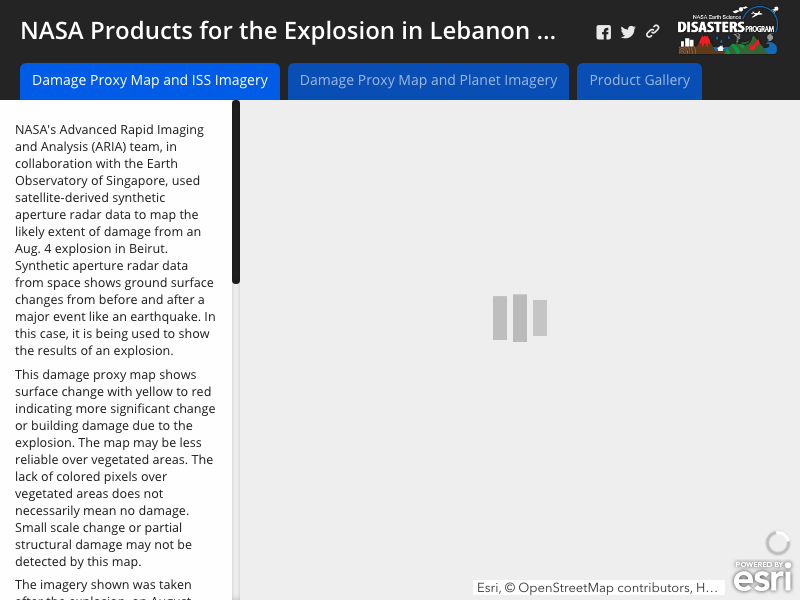 NASA Products for the Explosion in Lebanon ...
NASA Earth Science
DISASTERS PROGRAM
Damage Proxy Map and ISS Imagery
Damage Proxy Map and Planet Imagery
Product Gallery
NASA's Advanced Rapid Imaging
and Analysis (ARIA) team, in
collaboration with the Earth
Observatory of Singapore, used
satellite-derived synthetic
aperture radar data to map the
likely extent of damage from an
Aug. 4 explosion in Beirut.
Synthetic aperture radar data
from space shows ground surface
changes from before and after a
major event like an earthquake. In
this case, it is being used to show
the results of an explosion.
This damage proxy map shows
surface change with yellow to red
indicating more significant change
or building damage due to the
explosion. The map may be less
reliable over vegetated areas. The
lack of colored pixels over
vegetated areas does not
necessarily mean no damage.
Small scale change or partial
structural damage may not be
detected by this map.
The imagery shown was taken
after the explosion, on August
Esri, © OpenStreetMap contributors, H...
POWERED BY
esri